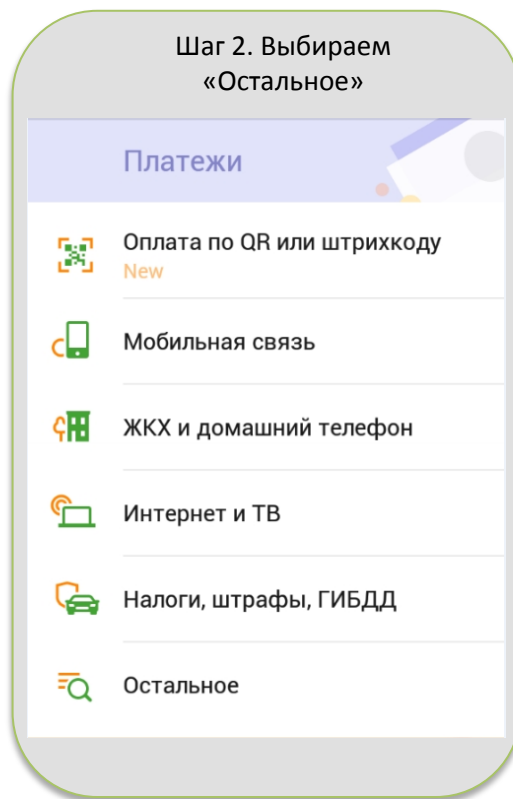 Шаг 2. Выбираем
«Остальное»
Платежи
Оплата по QR или штрихкоду
New
Мобильная связь
ЖКХ и домашний телефон
Интернет и ТВ
Налоги, штрафы, ГИБДД
Остальное